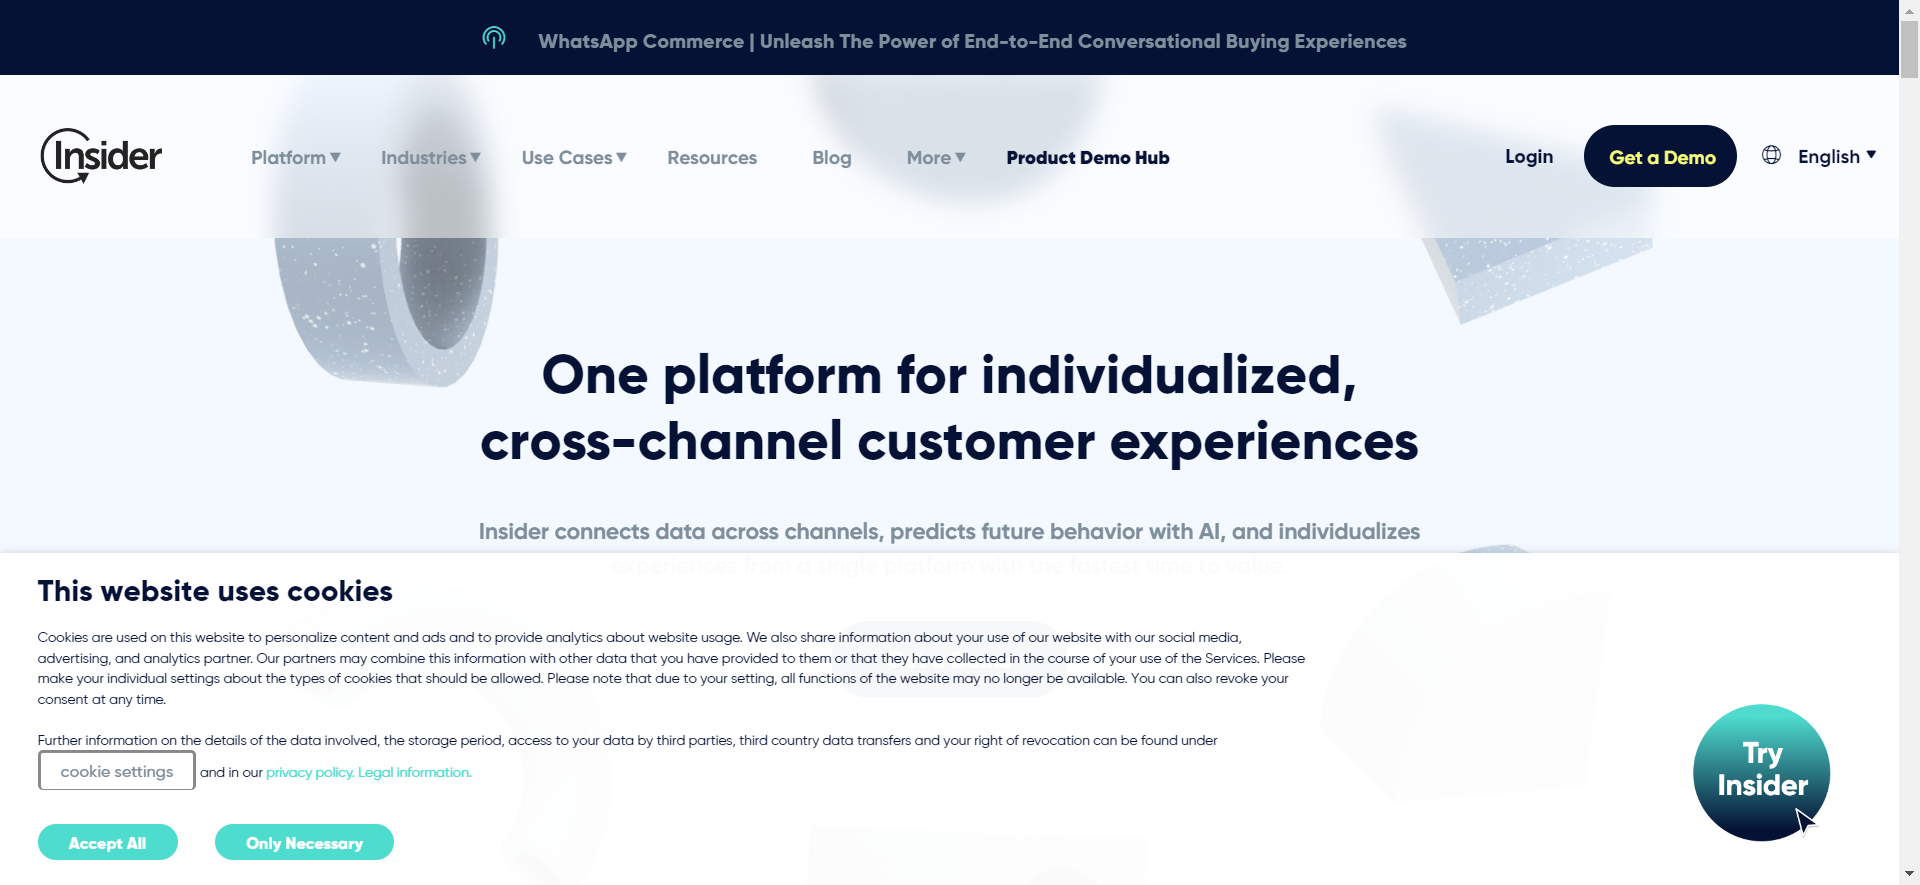 WhatsApp Commerce | Unleash The Power of End-to-End Conversational Buying Experiences
Insider
Platform ▼ Industries ▼ Use Cases ▼ Resources Blog More ▼ Product Demo Hub Login Get a Demo English ▼
One platform for individualized,
cross-channel customer experiences
Insider connects data across channels, predicts future behavior with AI, and individualizes
experiences from a single platform with the fastest time to value.
This website uses cookies
Cookies are used on this website to personalize content and ads and to provide analytics about website usage. We also share information about your use of our website with our social media,
advertising, and analytics partner. Our partners may combine this information with other data that you have provided to them or that they have collected in the course of your use of the Services. Please
make your individual settings about the types of cookies that should be allowed. Please note that due to your setting, all functions of the website may no longer be available. You can also revoke your
consent at any time.
Further information on the details of the data involved, the storage period, access to your data by third parties, third country data transfers and your right of revocation can be found under
cookie settings and in our privacy policy. Legal information.
Accept All Only Necessary
Try
Insider